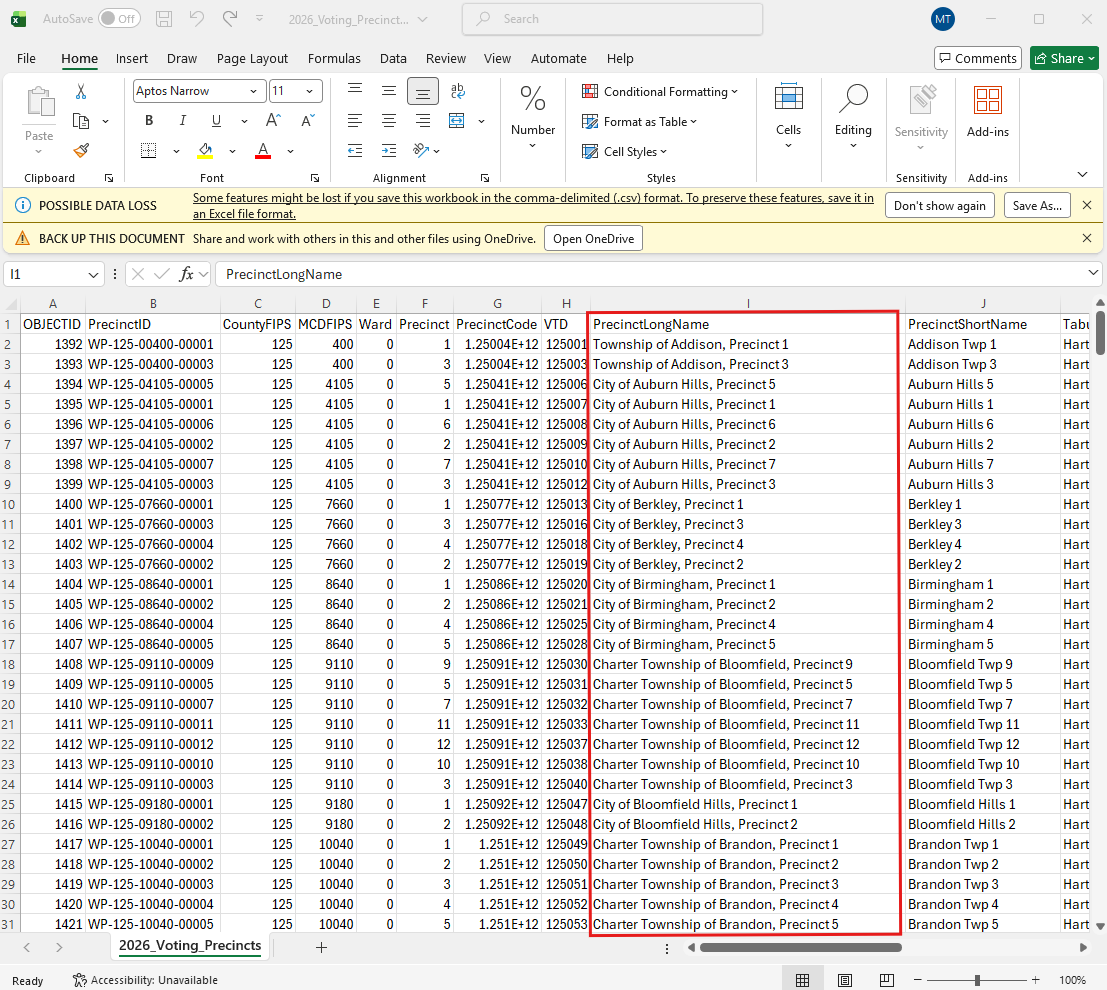 AutoSave Off 2026_Voting_Precinct... Search MT
File Home Insert Draw Page Layout Formulas Data Review View Automate Help Comments Share
Paste Aptos Narrow 11 B I U A A A ab Number Conditional Formatting Format as Table Cell Styles Cells Editing Sensitivity Add-ins
Clipboard Font Alignment Styles Sensitivity Add-ins
POSSIBLE DATA LOSS Some features might be lost if you save this workbook in the comma-delimited (.csv) format. To preserve these features, save it in
an Excel file format. Don't show again Save As...
BACK UP THIS DOCUMENT Share and work with others in this and other files using OneDrive. Open OneDrive
I1 fx PrecinctLongName
A B C D E F G H I J
1 OBJECTID PrecinctID CountyFIPS MCDFIPS Ward Precinct PrecinctCode VTD PrecinctLongName PrecinctShortName Tabu
2 1392 WP-125-00400-00001 125 400 0 1 1.25004E+12 125001 Township of Addison, Precinct 1 Addison Twp 1 Hart
3 1393 WP-125-00400-00003 125 400 0 3 1.25004E+12 125003 Township of Addison, Precinct 3 Addison Twp 3 Hart
4 1394 WP-125-04105-00005 125 4105 0 5 1.25041E+12 125006 City of Auburn Hills, Precinct 5 Auburn Hills 5 Hart
5 1395 WP-125-04105-00001 125 4105 0 1 1.25041E+12 125007 City of Auburn Hills, Precinct 1 Auburn Hills 1 Hart
6 1396 WP-125-04105-00006 125 4105 0 6 1.25041E+12 125008 City of Auburn Hills, Precinct 6 Auburn Hills 6 Hart
7 1397 WP-125-04105-00002 125 4105 0 2 1.25041E+12 125009 City of Auburn Hills, Precinct 2 Auburn Hills 2 Hart
8 1398 WP-125-04105-00007 125 4105 0 7 1.25041E+12 125010 City of Auburn Hills, Precinct 7 Auburn Hills 7 Hart
9 1399 WP-125-04105-00003 125 4105 0 3 1.25041E+12 125012 City of Auburn Hills, Precinct 3 Auburn Hills 3 Hart
10 1400 WP-125-07660-00001 125 7660 0 1 1.25077E+12 125013 City of Berkley, Precinct 1 Berkley 1 Hart
11 1401 WP-125-07660-00003 125 7660 0 3 1.25077E+12 125016 City of Berkley, Precinct 3 Berkley 3 Hart
12 1402 WP-125-07660-00004 125 7660 0 4 1.25077E+12 125018 City of Berkley, Precinct 4 Berkley 4 Hart
13 1403 WP-125-07660-00002 125 7660 0 2 1.25077E+12 125019 City of Berkley, Precinct 2 Berkley 2 Hart
14 1404 WP-125-08640-00001 125 8640 0 1 1.25086E+12 125020 City of Birmingham, Precinct 1 Birmingham 1 Hart
15 1405 WP-125-08640-00002 125 8640 0 2 1.25086E+12 125021 City of Birmingham, Precinct 2 Birmingham 2 Hart
16 1406 WP-125-08640-00004 125 8640 0 4 1.25086E+12 125025 City of Birmingham, Precinct 4 Birmingham 4 Hart
17 1407 WP-125-08640-00005 125 8640 0 5 1.25086E+12 125028 City of Birmingham, Precinct 5 Birmingham 5 Hart
18 1408 WP-125-09110-00009 125 9110 0 9 1.25091E+12 125030 Charter Township of Bloomfield, Precinct 9 Bloomfield Twp 9 Hart
19 1409 WP-125-09110-00005 125 9110 0 5 1.25091E+12 125031 Charter Township of Bloomfield, Precinct 5 Bloomfield Twp 5 Hart
20 1410 WP-125-09110-00007 125 9110 0 7 1.25091E+12 125032 Charter Township of Bloomfield, Precinct 7 Bloomfield Twp 7 Hart
21 1411 WP-125-09110-00011 125 9110 0 11 1.25091E+12 125033 Charter Township of Bloomfield, Precinct 11 Bloomfield Twp 11 Hart
22 1412 WP-125-09110-00012 125 9110 0 12 1.25091E+12 125037 Charter Township of Bloomfield, Precinct 12 Bloomfield Twp 12 Hart
23 1413 WP-125-09110-00010 125 9110 0 10 1.25091E+12 125038 Charter Township of Bloomfield, Precinct 10 Bloomfield Twp 10 Hart
24 1414 WP-125-09110-00003 125 9110 0 3 1.25091E+12 125040 Charter Township of Bloomfield, Precinct 3 Bloomfield Twp 3 Hart
25 1415 WP-125-09180-00001 125 9180 0 1 1.25092E+12 125047 City of Bloomfield Hills, Precinct 1 Bloomfield Hills 1 Hart
26 1416 WP-125-09180-00002 125 9180 0 2 1.25092E+12 125048 City of Bloomfield Hills, Precinct 2 Bloomfield Hills 2 Hart
27 1417 WP-125-10040-00001 125 10040 0 1 1.251E+12 125049 Charter Township of Brandon, Precinct 1 Brandon Twp 1 Hart
28 1418 WP-125-10040-00002 125 10040 0 2 1.251E+12 125050 Charter Township of Brandon, Precinct 2 Brandon Twp 2 Hart
29 1419 WP-125-10040-00003 125 10040 0 3 1.251E+12 125051 Charter Township of Brandon, Precinct 3 Brandon Twp 3 Hart
30 1420 WP-125-10040-00004 125 10040 0 4 1.251E+12 125052 Charter Township of Brandon, Precinct 4 Brandon Twp 4 Hart
31 1421 WP-125-10040-00005 125 10040 0 5 1.251E+12 125053 Charter Township of Brandon, Precinct 5 Brandon Twp 5 Hart
2026_Voting_Precincts
Ready Accessibility: Unavailable 100%